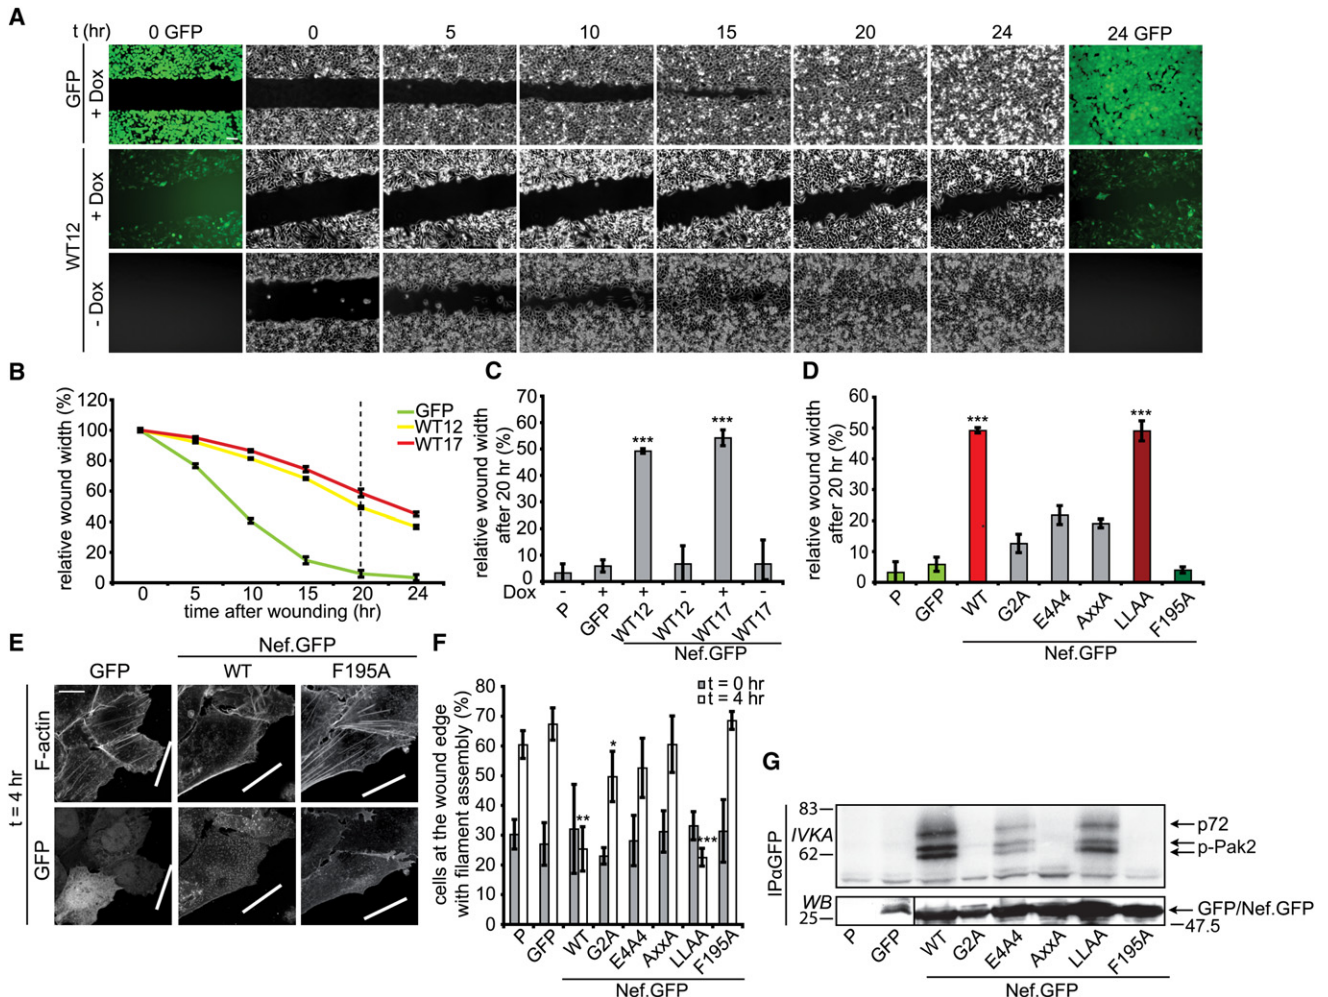 A
t (hr) 0 GFP 0 5 10 15 20 24 24 GFP
GFP
+ Dox
WT12
+ Dox
- Dox
B
relative wound width (%)
120
100
80
60
40
20
0
0 5 10 15 20 24
time after wounding (hr)
GFP
WT12
WT17
C
relative wound width
after 20 hr (%)
70
60
50
40
30
20
10
0
*** ***
Dox - + + - + -
P GFP WT12 WT12 WT17 WT17
Nef.GFP
D
relative wound width
after 20 hr (%)
60
50
40
30
20
10
0
*** ***
P GFP WT G2A E4A4 AxxA LLAA F195A
Nef.GFP
E
Nef.GFP
GFP WT F195A
t = 4 hr
F-actin
GFP
F
cells at the wound edge
with filament assembly (%)
80
70
60
50
40
30
20
10
0
t = 0 hr
t = 4 hr
** * ***
P GFP WT G2A E4A4 AxxA LLAA F195A
Nef.GFP
G
IPαGFP
IVKA
83
62
p72
p-Pak2
WB
25
GFP/Nef.GFP
47.5
P GFP WT G2A E4A4 AxxA LLAA F195A
Nef.GFP